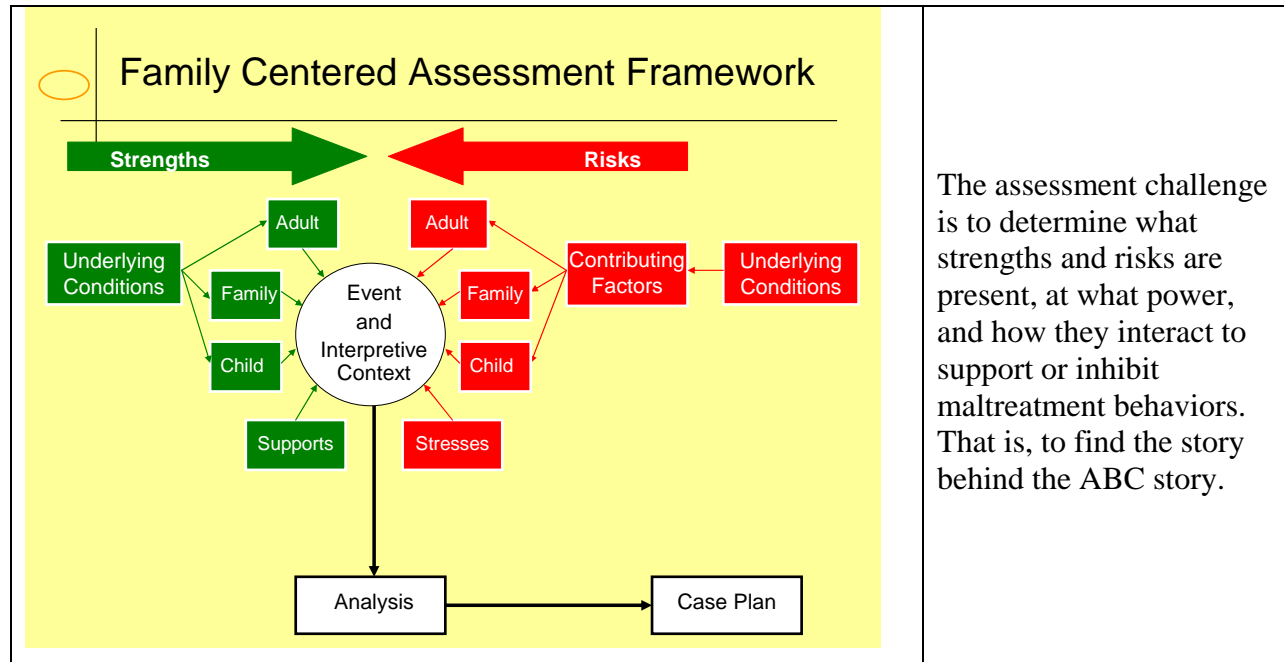 Family Centered Assessment Framework
Strengths
Risks
Adult
Adult
Underlying
Conditions
Family
Child
Supports
Event
and
Interpretive
Context
Family
Child
Stresses
Contributing
Factors
Underlying
Conditions
Analysis
Case Plan
The assessment challenge
is to determine what
strengths and risks are
present, at what power,
and how they interact to
support or inhibit
maltreatment behaviors.
That is, to find the story
behind the ABC story.